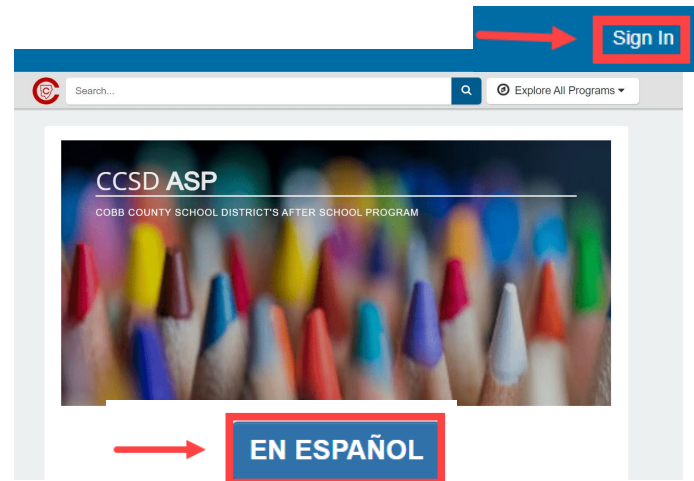 Sign In
Search...
Explore All Programs
CCSD ASP
COBB COUNTY SCHOOL DISTRICT'S AFTER SCHOOL PROGRAM
EN ESPAÑOL